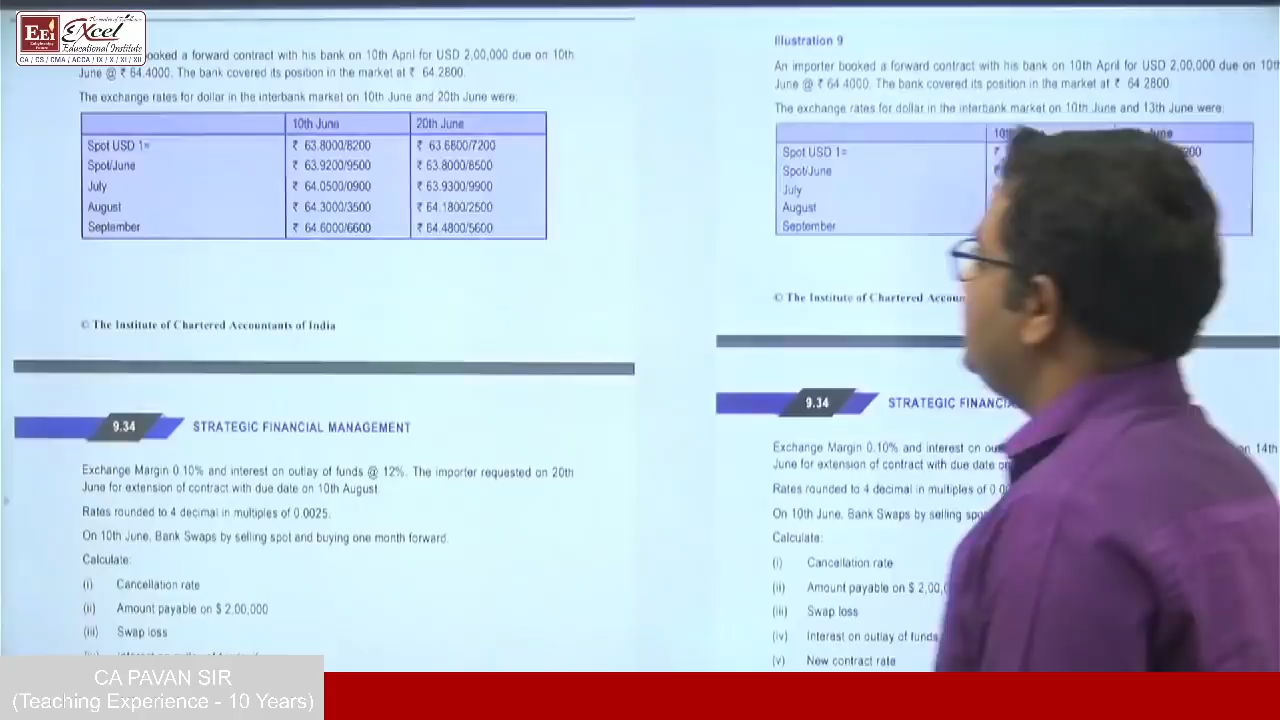 The matrix of Excellence
EEi
Enlightening Future
Excel
Educational Institute
CA / CS / CMA / ACCA / IX / X / XI / XII
ooked a forward contract with his bank on 10th April for USD 2,00,000 due on 10th
June @ ₹ 64.4000. The bank covered its position in the market at ₹ 64.2800.
The exchange rates for dollar in the interbank market on 10th June and 20th June were:
10th June 20th June
Spot USD 1= ₹ 63.8000/8200 ₹ 63.6800/7200
Spot/June ₹ 63.9200/9500 ₹ 63.8000/8500
July ₹ 64.0500/0900 ₹ 63.9300/9900
August ₹ 64.3000/3500 ₹ 64.1800/2500
September ₹ 64.6000/6600 ₹ 64.4800/5600
© The Institute of Chartered Accountants of India
9.34 STRATEGIC FINANCIAL MANAGEMENT
Exchange Margin 0.10% and interest on outlay of funds @ 12%. The importer requested on 20th
June for extension of contract with due date on 10th August.
Rates rounded to 4 decimal in multiples of 0.0025.
On 10th June, Bank Swaps by selling spot and buying one month forward.
Calculate:
(i) Cancellation rate
(ii) Amount payable on $ 2,00,000
(iii) Swap loss
Illustration 9
An importer booked a forward contract with his bank on 10th April for USD 2,00,000 due on 10th
June @ ₹ 64.4000. The bank covered its position in the market at ₹ 64.2800.
The exchange rates for dollar in the interbank market on 10th June and 13th June were:
10th June
Spot USD 1= ₹ 200
Spot/June ₹
July
August
September
© The Institute of Chartered Accoun
9.34 STRATEGIC FINANCI
Exchange Margin 0.10% and interest on ou n 14th
June for extension of contract with due date on
Rates rounded to 4 decimal in multiples of 0.0
On 10th June, Bank Swaps by selling spo
Calculate:
(i) Cancellation rate
(ii) Amount payable on $ 2,00,
(iii) Swap loss
(iv) Interest on outlay of funds
(v) New contract rate
CA PAVAN SIR
(Teaching Experience - 10 Years)